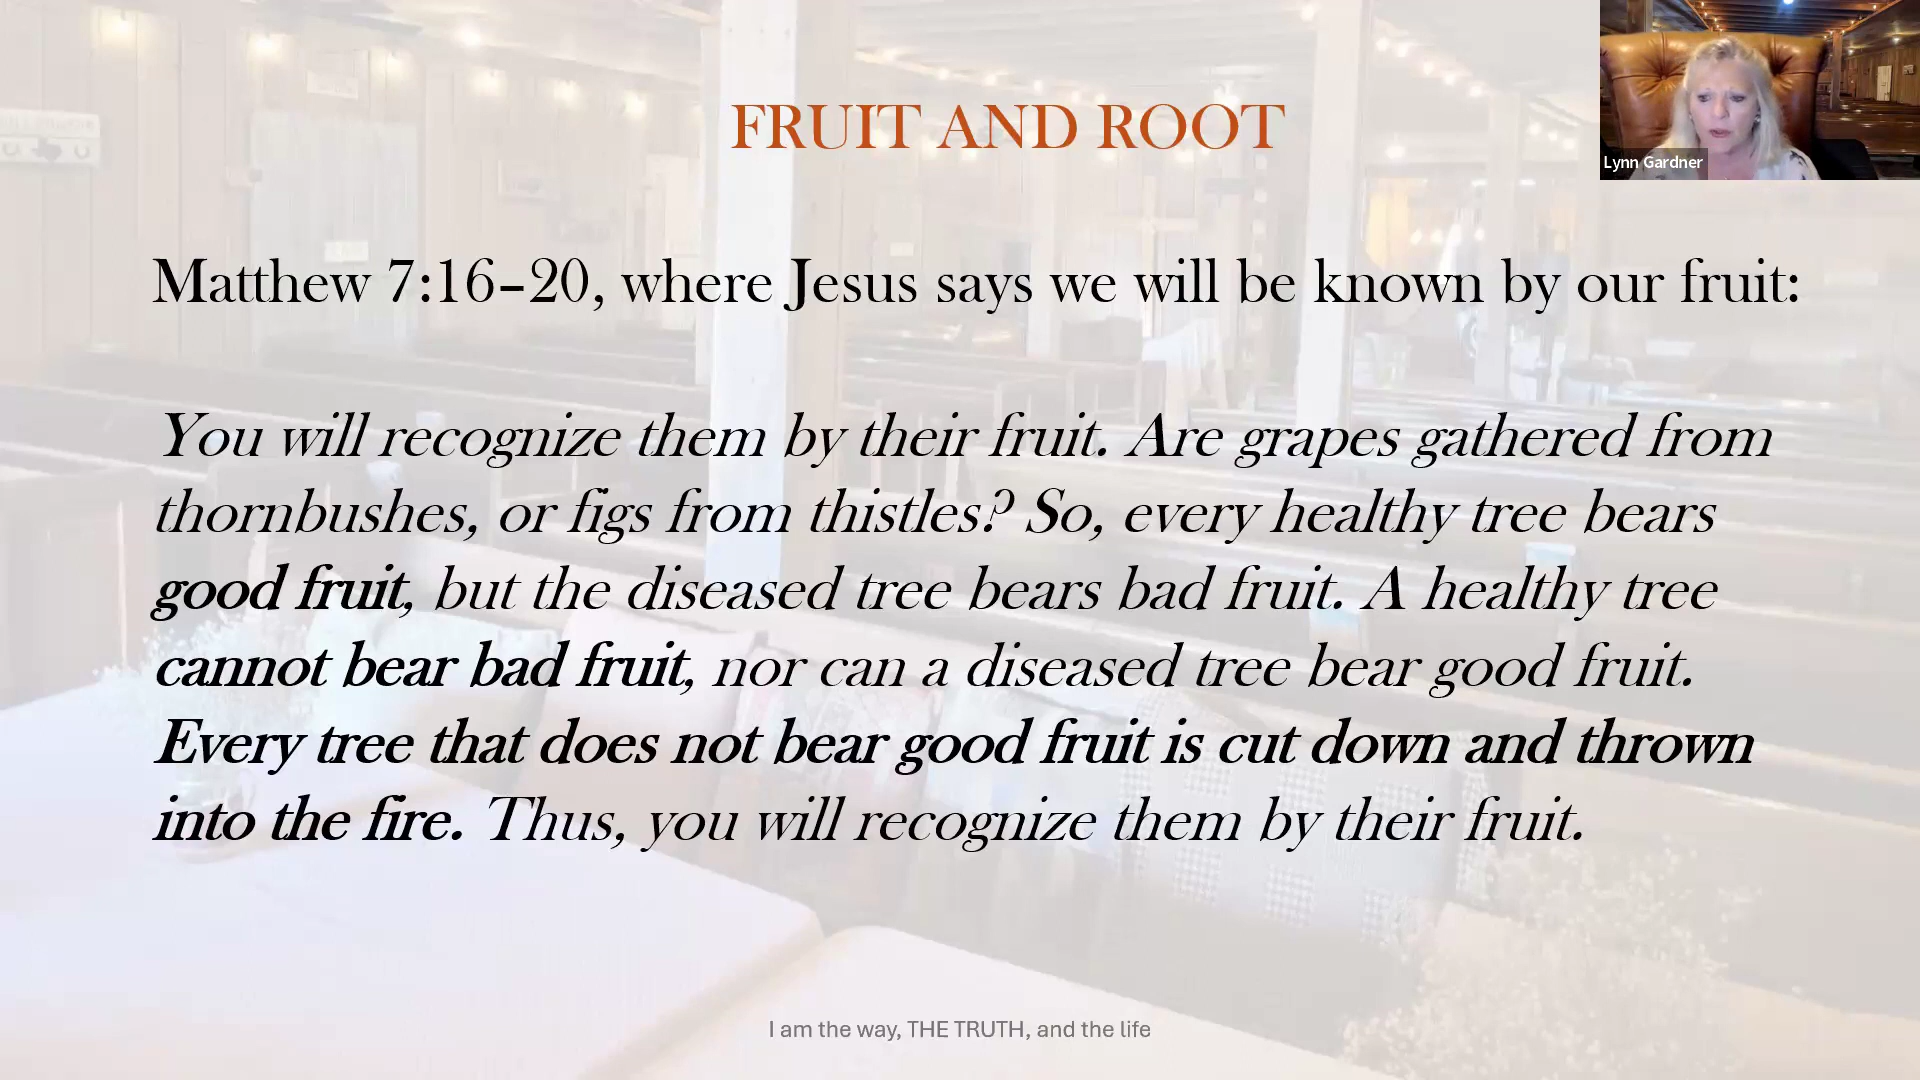 FRUIT AND ROOT
Lynn Gardner
Matthew 7:16–20, where Jesus says we will be known by our fruit:
You will recognize them by their fruit. Are grapes gathered from
thornbushes, or figs from thistles? So, every healthy tree bears
good fruit, but the diseased tree bears bad fruit. A healthy tree
cannot bear bad fruit, nor can a diseased tree bear good fruit.
Every tree that does not bear good fruit is cut down and thrown
into the fire. Thus, you will recognize them by their fruit.
I am the way, THE TRUTH, and the life